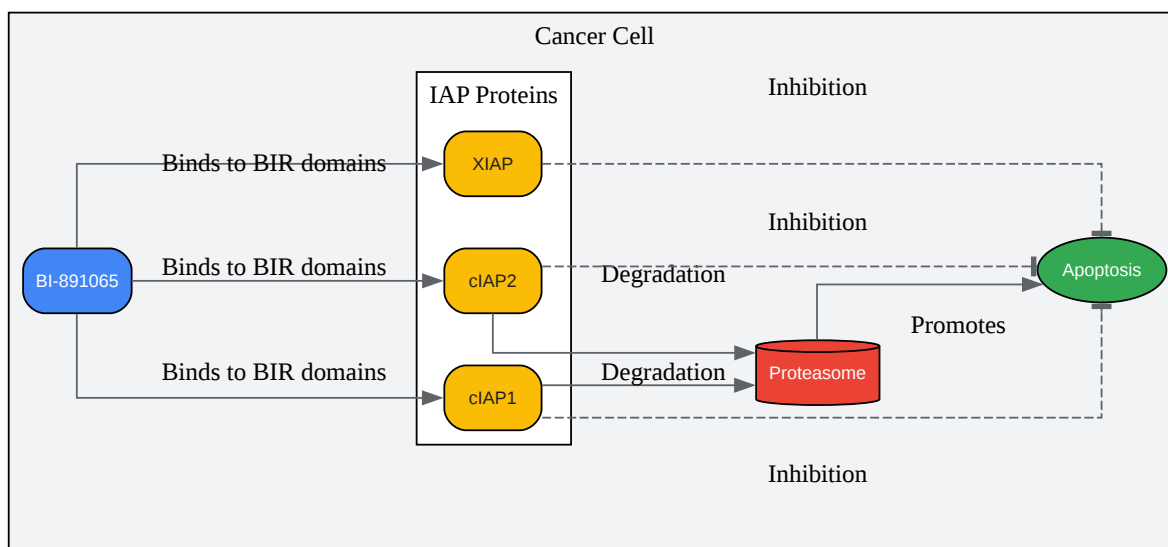 Cancer Cell
Inhibition
IAP Proteins
Binds to BIR domains
XIAP
Inhibition
Binds to BIR domains
BI-891065
cIAP2
Degradation
Apoptosis
Promotes
Binds to BIR domains
cIAP1
Degradation
Proteasome
Inhibition